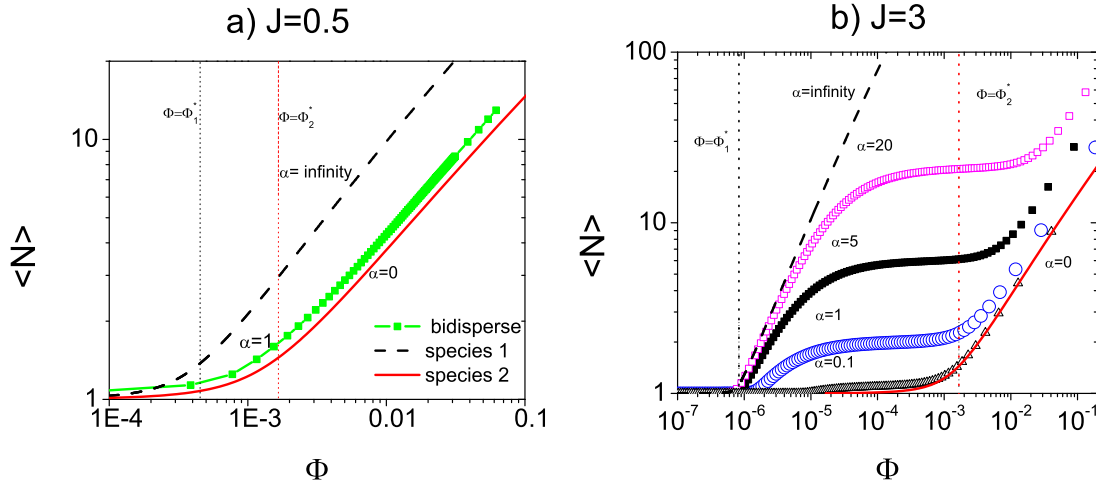 a) J=0.5
<N>
10
1
Φ=Φ1*
Φ=Φ2*
α= infinity
α=0
α=1
bidisperse
species 1
species 2
1E-4
1E-3
0.01
0.1
Φ
b) J=3
<N>
100
10
1
Φ=Φ1*
Φ=Φ2*
α=infinity
α=20
α=5
α=1
α=0.1
α=0
10^-7
10^-6
10^-5
10^-4
10^-3
10^-2
10^-1
Φ